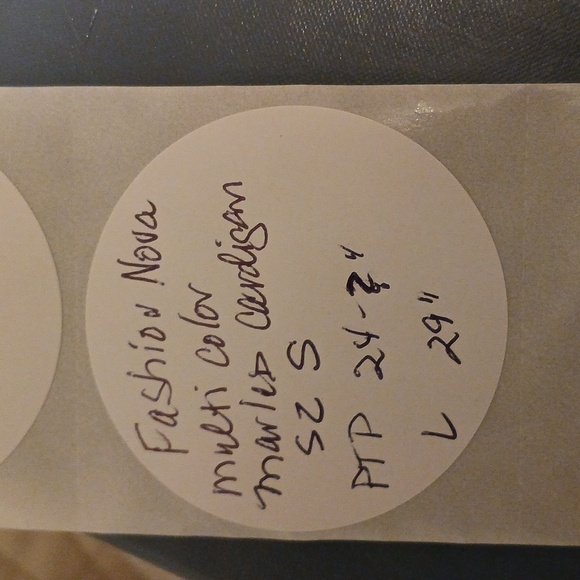 Fashion Nova
multi color
marled cardigan
SZ S
PTP 24-
L 29"